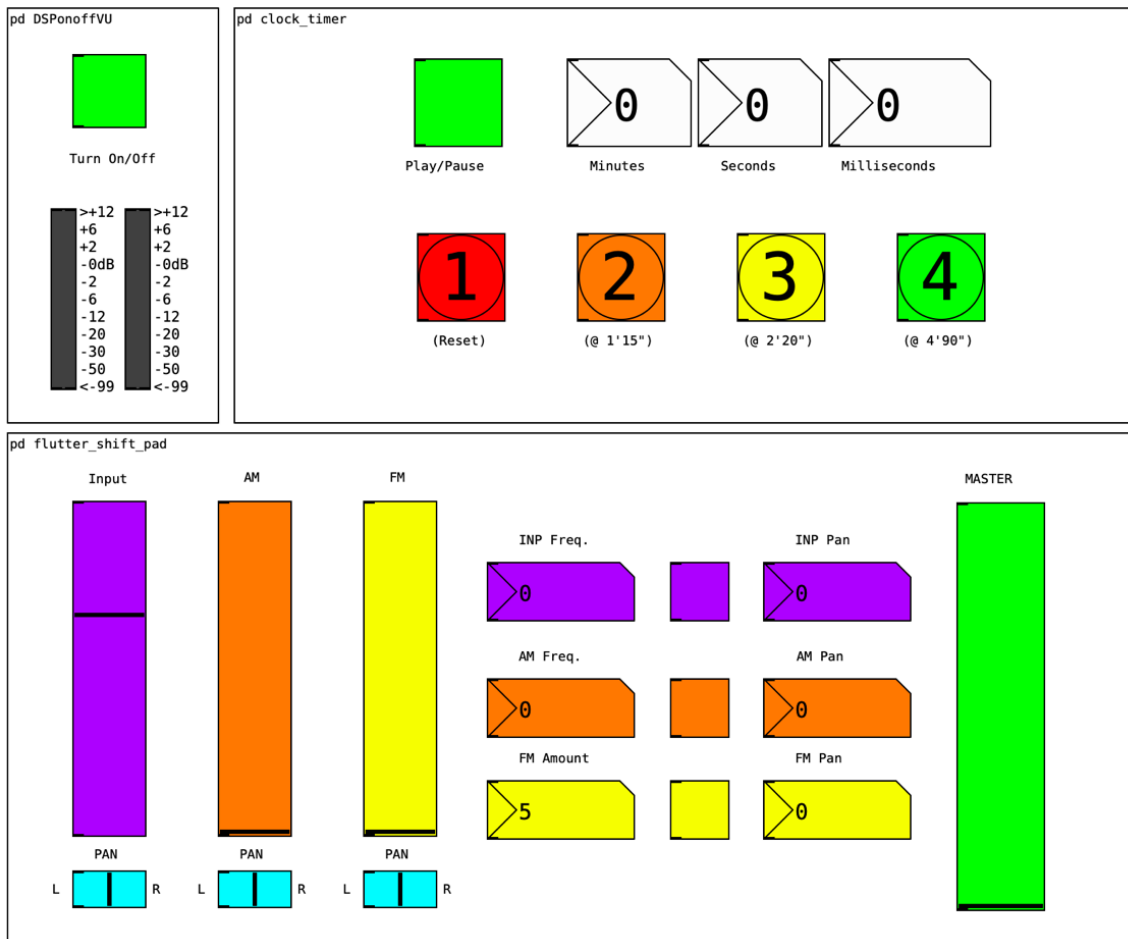 pd DSPonoffVU
Turn On/Off
>+12 >+12
+6 +6
+2 +2
-0dB -0dB
-2 -2
-6 -6
-12 -12
-20 -20
-30 -30
-50 -50
<-99 <-99
pd clock_timer
0 0 0
Play/Pause Minutes Seconds Milliseconds
1 2 3 4
(Reset) (@ 1'15") (@ 2'20") (@ 4'90")
pd flutter_shift_pad
Input AM FM MASTER
INP Freq. INP Pan
0 0
AM Freq. AM Pan
0 0
FM Amount FM Pan
5 0
PAN PAN PAN
L R L R L R